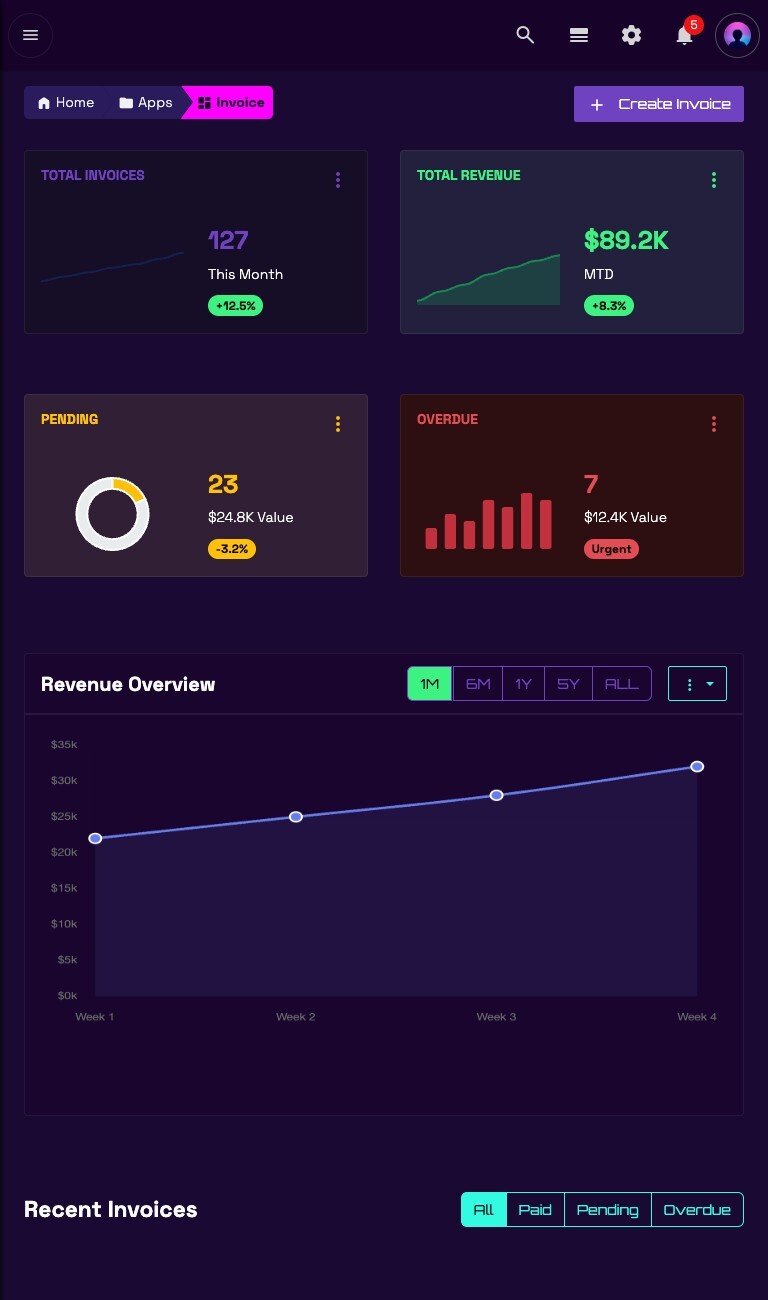 5
Home Apps Invoice
Create Invoice
TOTAL INVOICES
127
This Month
+12.5%
TOTAL REVENUE
$89.2K
MTD
+8.3%
PENDING
23
$24.8K Value
-3.2%
OVERDUE
7
$12.4K Value
Urgent
Revenue Overview
1M 6M 1Y 5Y ALL
$35k
$30k
$25k
$20k
$15k
$10k
$5k
$0k
Week 1 Week 2 Week 3 Week 4
Recent Invoices
All Paid Pending Overdue